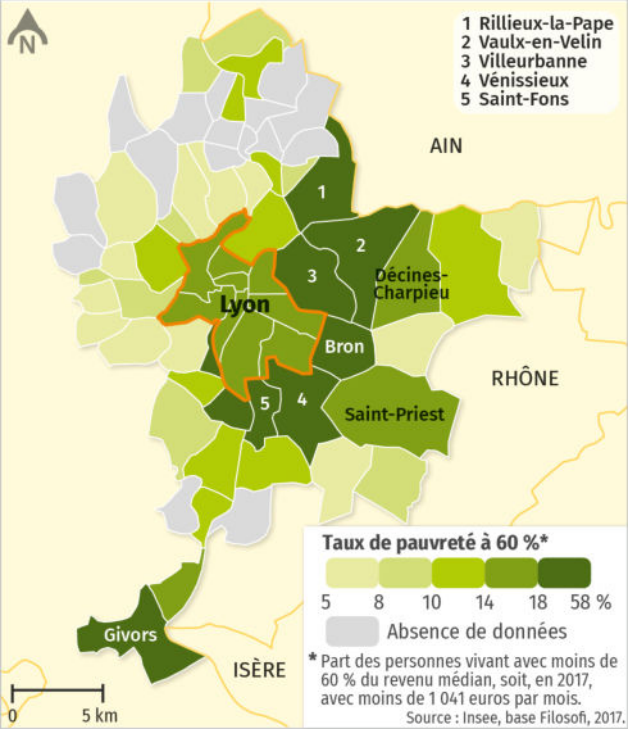 N
1 Rillieux-la-Pape
2 Vaulx-en-Velin
3 Villeurbanne
4 Vénissieux
5 Saint-Fons
AIN
1
2
3
Décines-
Charpieu
Lyon
Bron
RHÔNE
5
4
Saint-Priest
Givors
ISÈRE
0 5 km
Taux de pauvreté à 60 %*
5 8 10 14 18 58 %
Absence de données
* Part des personnes vivant avec moins de
60 % du revenu médian, soit, en 2017,
avec moins de 1 041 euros par mois.
Source : Insee, base Filosofi, 2017.